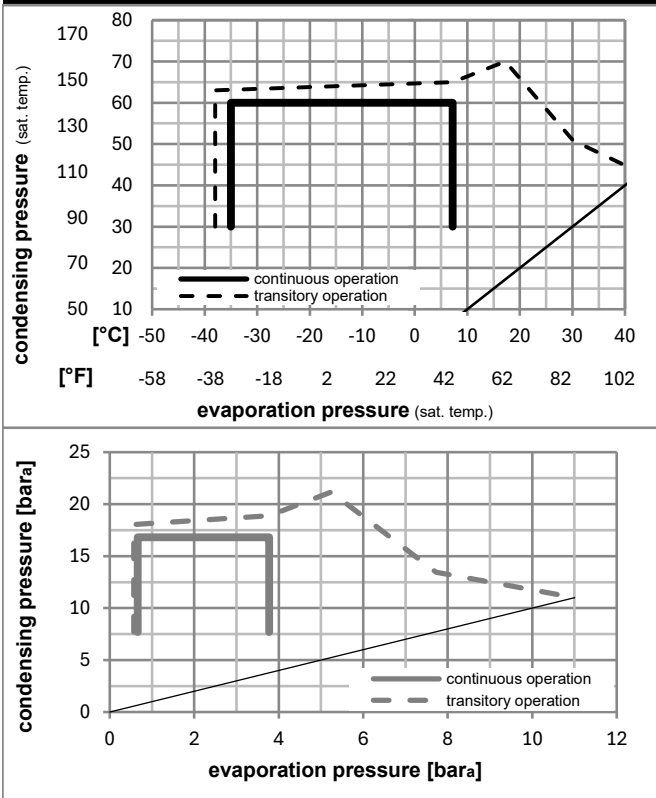 condensing pressure (sat. temp.)
170 80
70
150 60
130 50
110 40
90 30
70 20
50 10
continuous operation
transitory operation
[°C] -50 -40 -30 -20 -10 0 10 20 30 40
[°F] -58 -38 -18 2 22 42 62 82 102
evaporation pressure (sat. temp.)
condensing pressure [bara]
25
20
15
10
5
0
continuous operation
transitory operation
0 2 4 6 8 10 12
evaporation pressure [bara]